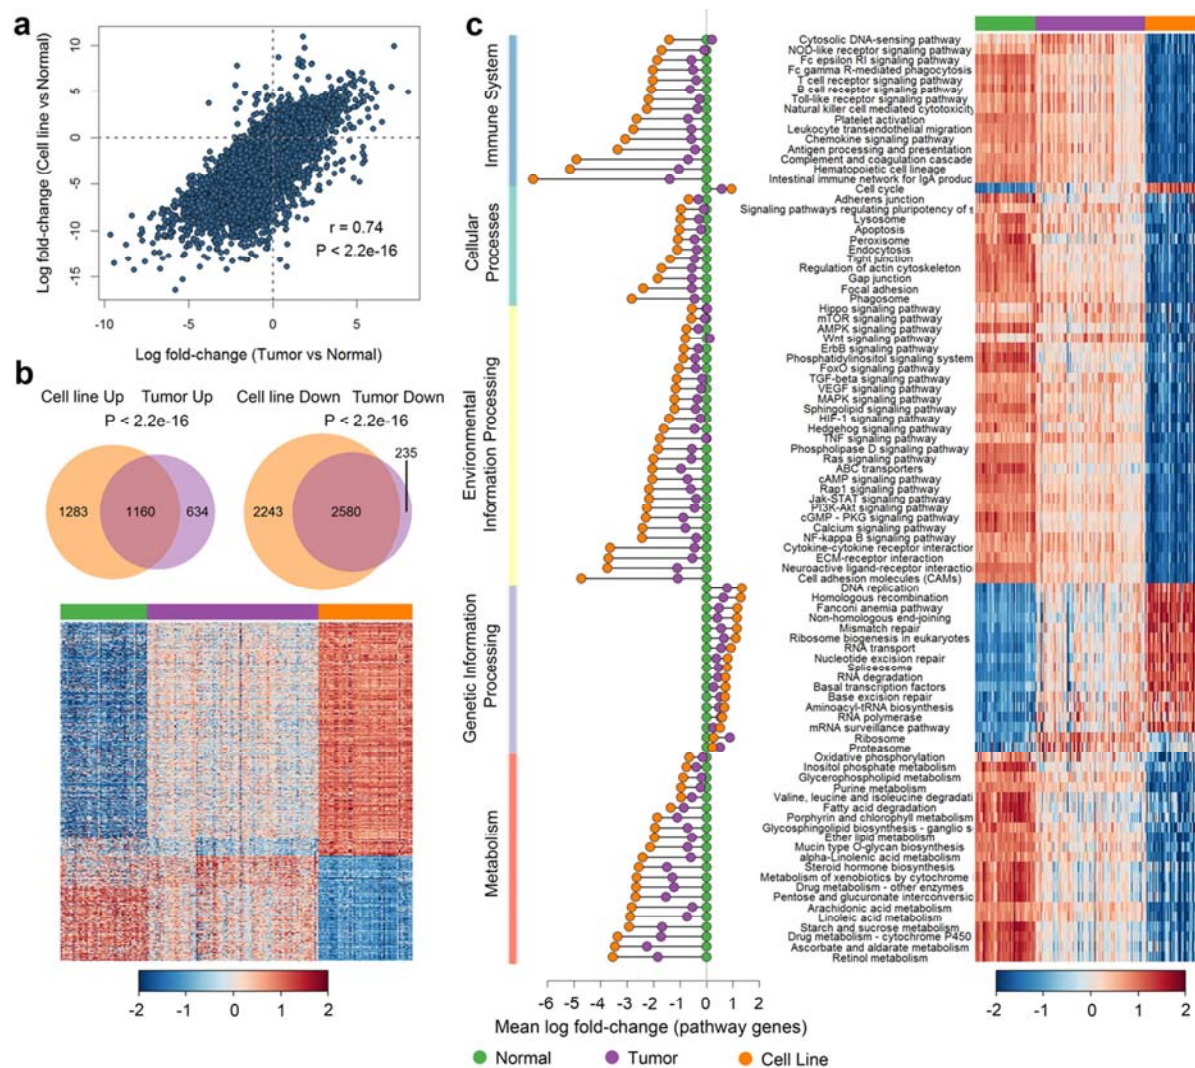 a
Log fold-change (Cell line vs Normal)
10
5
0
-5
-10
-15
r = 0.74
P < 2.2e-16
-10
-5
0
5
Log fold-change (Tumor vs Normal)
b
Cell line Up
Tumor Up
P < 2.2e-16
1283
1160
634
Cell line Down
Tumor Down
P < 2.2e-16
235
2243
2580
-2
-1
0
1
2
c
Immune System
Cellular
Processes
Environmental
Information Processing
Genetic Information
Processing
Metabolism
Cytosolic DNA-sensing pathway
NOD-like receptor signaling pathway
Fc epsilon RI signaling pathway
Fc gamma R-mediated phagocytosis
T cell receptor signaling pathway
B cell receptor signaling pathway
Toll-like receptor signaling pathway
Natural killer cell mediated cytotoxicity
Platelet activation
Leukocyte transendothelial migration
Chemokine signaling pathway
Antigen processing and presentation
Complement and coagulation cascade
Hematopoietic cell lineage
Intestinal immune network for IgA produc
Cell cycle
Adherens junction
Signaling pathways regulating pluripotency of s
Lysosome
Apoptosis
Peroxisome
Endocytosis
Tight junction
Regulation of actin cytoskeleton
Gap junction
Focal adhesion
Phagosome
Hippo signaling pathway
mTOR signaling pathway
AMPK signaling pathway
Wnt signaling pathway
ErbB signaling pathway
Phosphatidylinositol signaling system
FoxO signaling pathway
TGF-beta signaling pathway
VEGF signaling pathway
MAPK signaling pathway
Sphingolipid signaling pathway
HIF-1 signaling pathway
Hedgehog signaling pathway
TNF signaling pathway
Phospholipase D signaling pathway
Ras signaling pathway
ABC transporters
cAMP signaling pathway
Rap1 signaling pathway
Jak-STAT signaling pathway
PI3K-Akt signaling pathway
cGMP - PKG signaling pathway
Calcium signaling pathway
NF-kappa B signaling pathway
Cytokine-cytokine receptor interaction
ECM-receptor interaction
Neuroactive ligand-receptor interactio
Cell adhesion molecules (CAMs)
DNA replication
Homologous recombination
Fanconi anemia pathway
Non-homologous end-joining
Mismatch repair
Ribosome biogenesis in eukaryotes
RNA transport
Nucleotide excision repair
Spliceosome
RNA degradation
Basal transcription factors
Base excision repair
Aminoacyl-tRNA biosynthesis
RNA polymerase
mRNA surveillance pathway
Ribosome
Proteasome
Oxidative phosphorylation
Inositol phosphate metabolism
Glycerophospholipid metabolism
Purine metabolism
Valine, leucine and isoleucine degradati
Fatty acid degradation
Porphyrin and chlorophyll metabolism
Glycosphingolipid biosynthesis - ganglio s
Ether lipid metabolism
Mucin type O-glycan biosynthesis
alpha-Linolenic acid metabolism
Steroid hormone biosynthesis
Metabolism of xenobiotics by cytochrome
Drug metabolism - other enzymes
Pentose and glucuronate interconversic
Arachidonic acid metabolism
Linoleic acid metabolism
Starch and sucrose metabolism
Drug metabolism - cytochrome P450
Ascorbate and aldarate metabolism
Retinol metabolism
-6
-5
-4
-3
-2
-1
0
1
2
Mean log fold-change (pathway genes)
Normal
Tumor
Cell Line
-2
-1
0
1
2